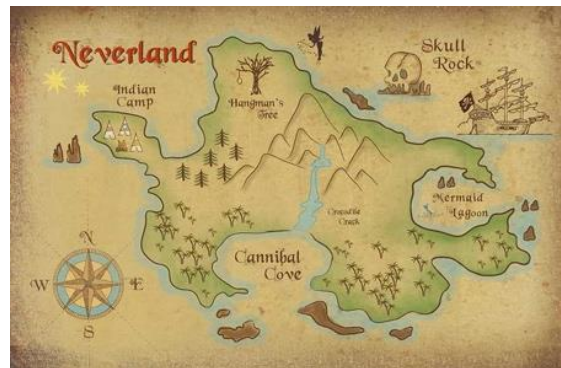 Neverland
Skull
Rock
Indian
Camp
Hangman's
Tree
Mermaid
Lagoon
Crocodile
Creek
Cannibal
Cove
N
W
E
S